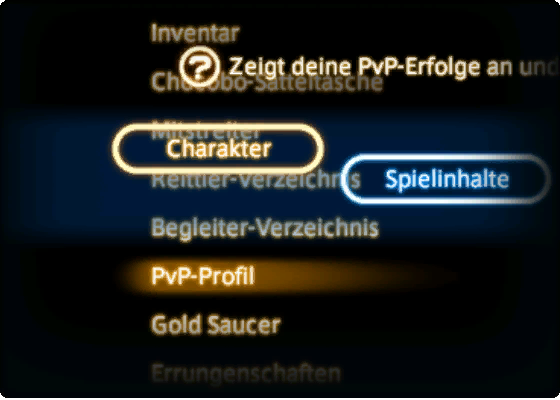 Inventar
Zeigt deine PvP-Erfolge an und
Chocobo-Satteltasche
Mitstreiter
Charakter
Reittier-Verzeichnis
Spielinhalte
Begleiter-Verzeichnis
PvP-Profil
Gold Saucer
Errungenschaften